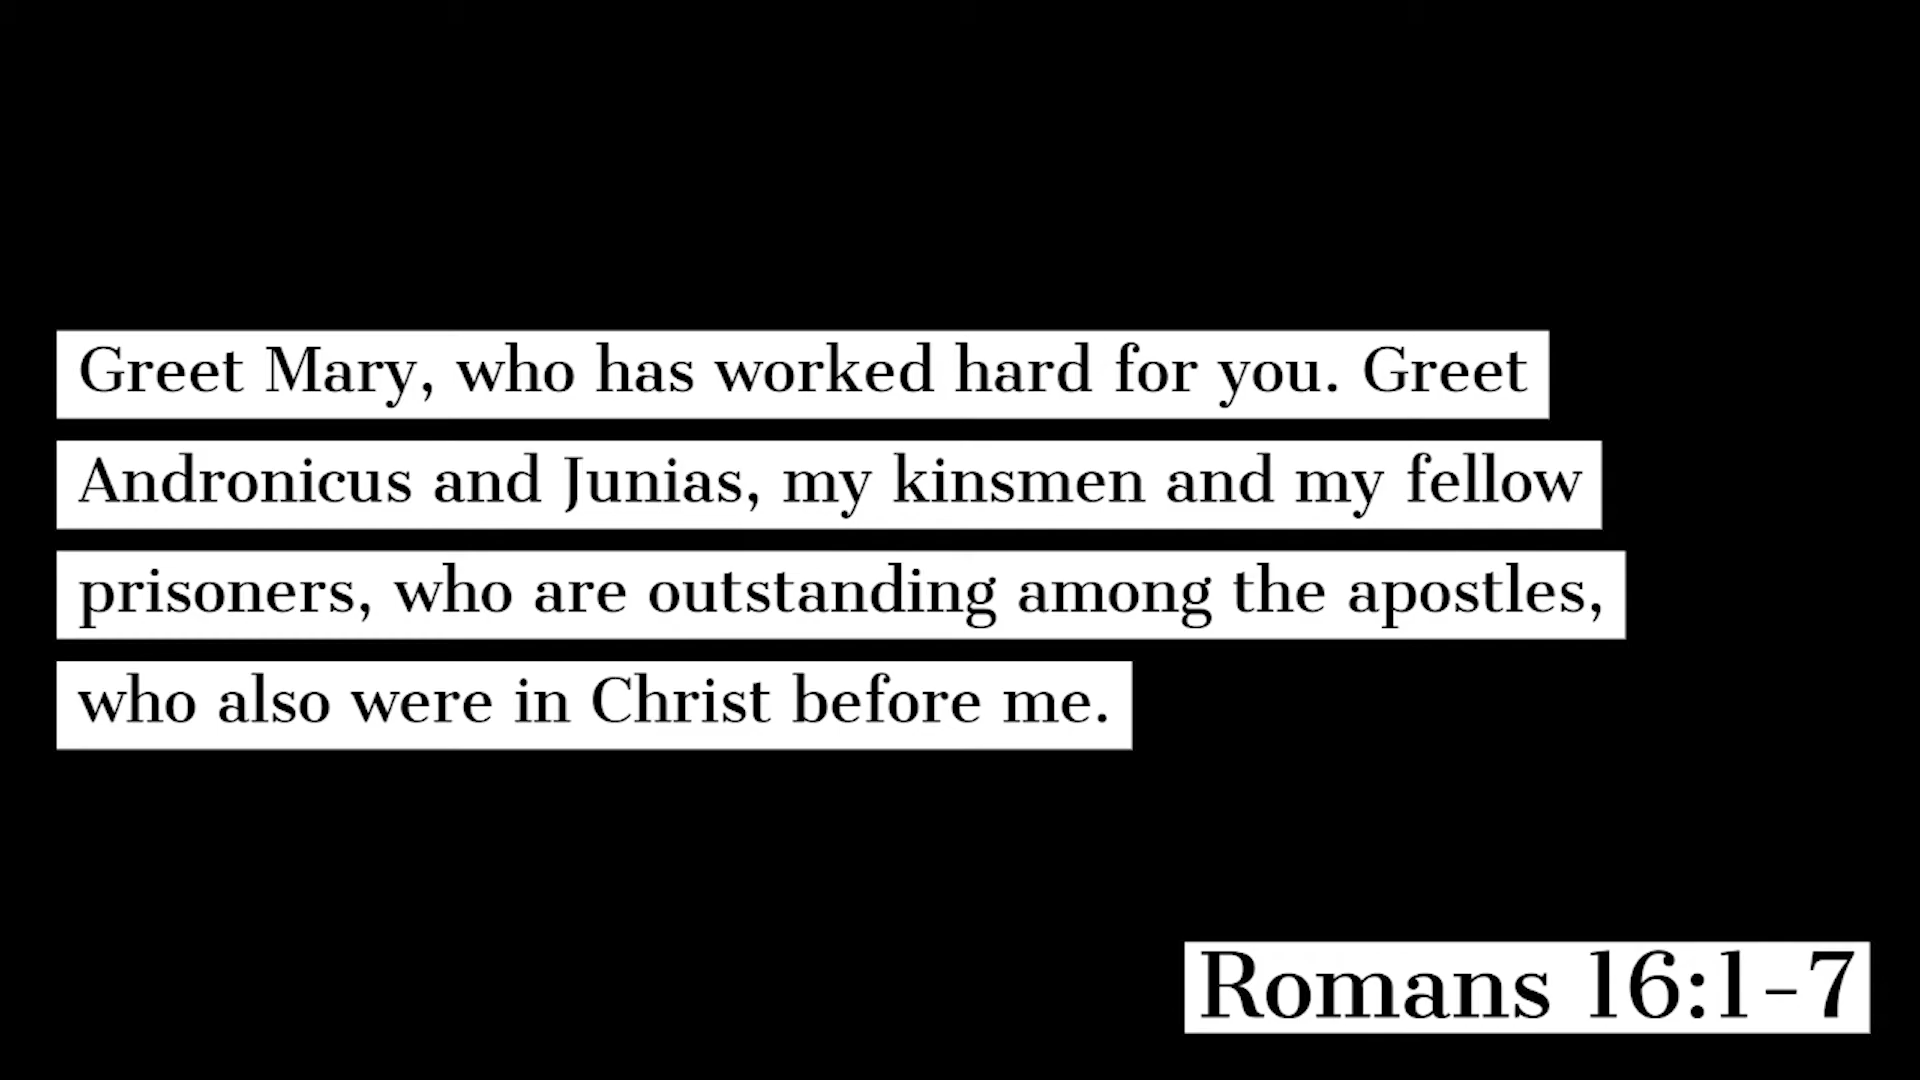 Greet Mary, who has worked hard for you. Greet
Andronicus and Junias, my kinsmen and my fellow
prisoners, who are outstanding among the apostles,
who also were in Christ before me.
Romans 16:1-7